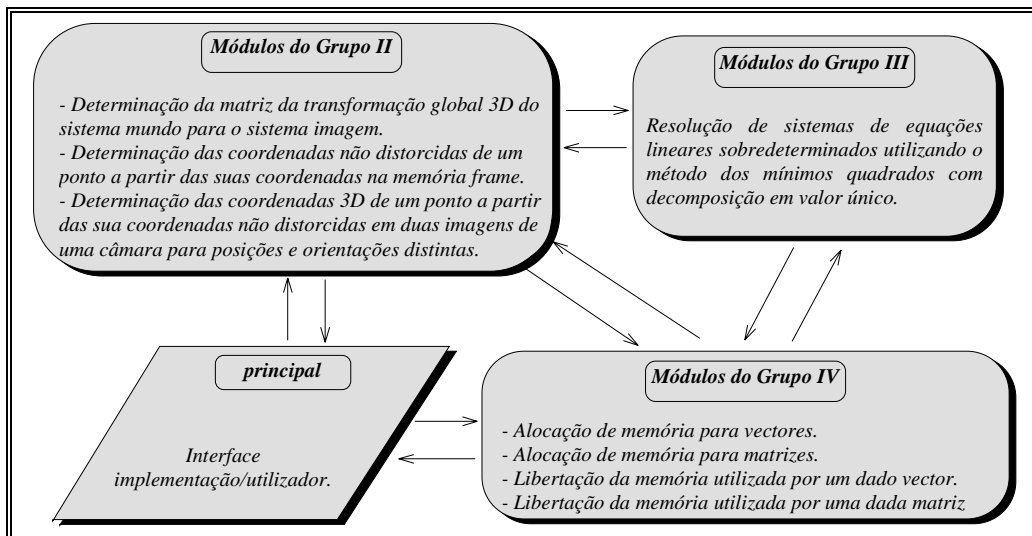 Módulos do Grupo II
- Determinação da matriz da transformação global 3D do
sistema mundo para o sistema imagem.
- Determinação das coordenadas não distorcidas de um
ponto a partir das suas coordenadas na memória frame.
- Determinação das coordenadas 3D de um ponto a partir
das sua coordenadas não distorcidas em duas imagens de
uma câmara para posições e orientações distintas.
Módulos do Grupo III
Resolução de sistemas de equações
lineares sobredeterminados utilizando o
método dos mínimos quadrados com
decomposição em valor único.
principal
Interface
implementação/utilizador.
Módulos do Grupo IV
- Alocação de memória para vectores.
- Alocação de memória para matrizes.
- Libertação da memória utilizada por um dado vector.
- Libertação da memória utilizada por uma dada matriz